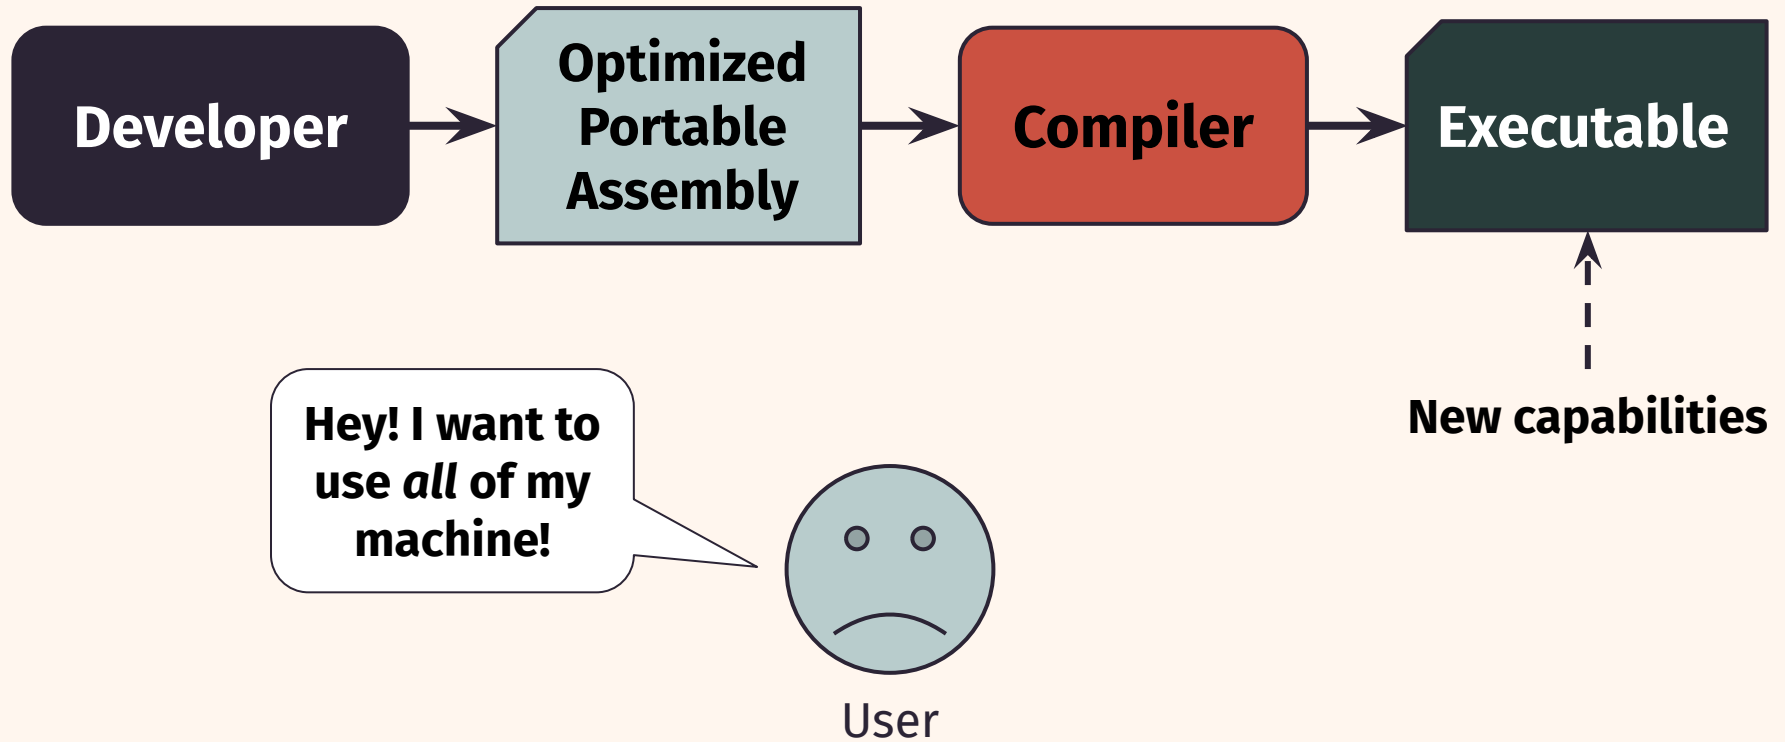 Developer
Optimized
Portable
Assembly
Compiler
Executable
New capabilities
Hey! I want to
use all of my
machine!
User